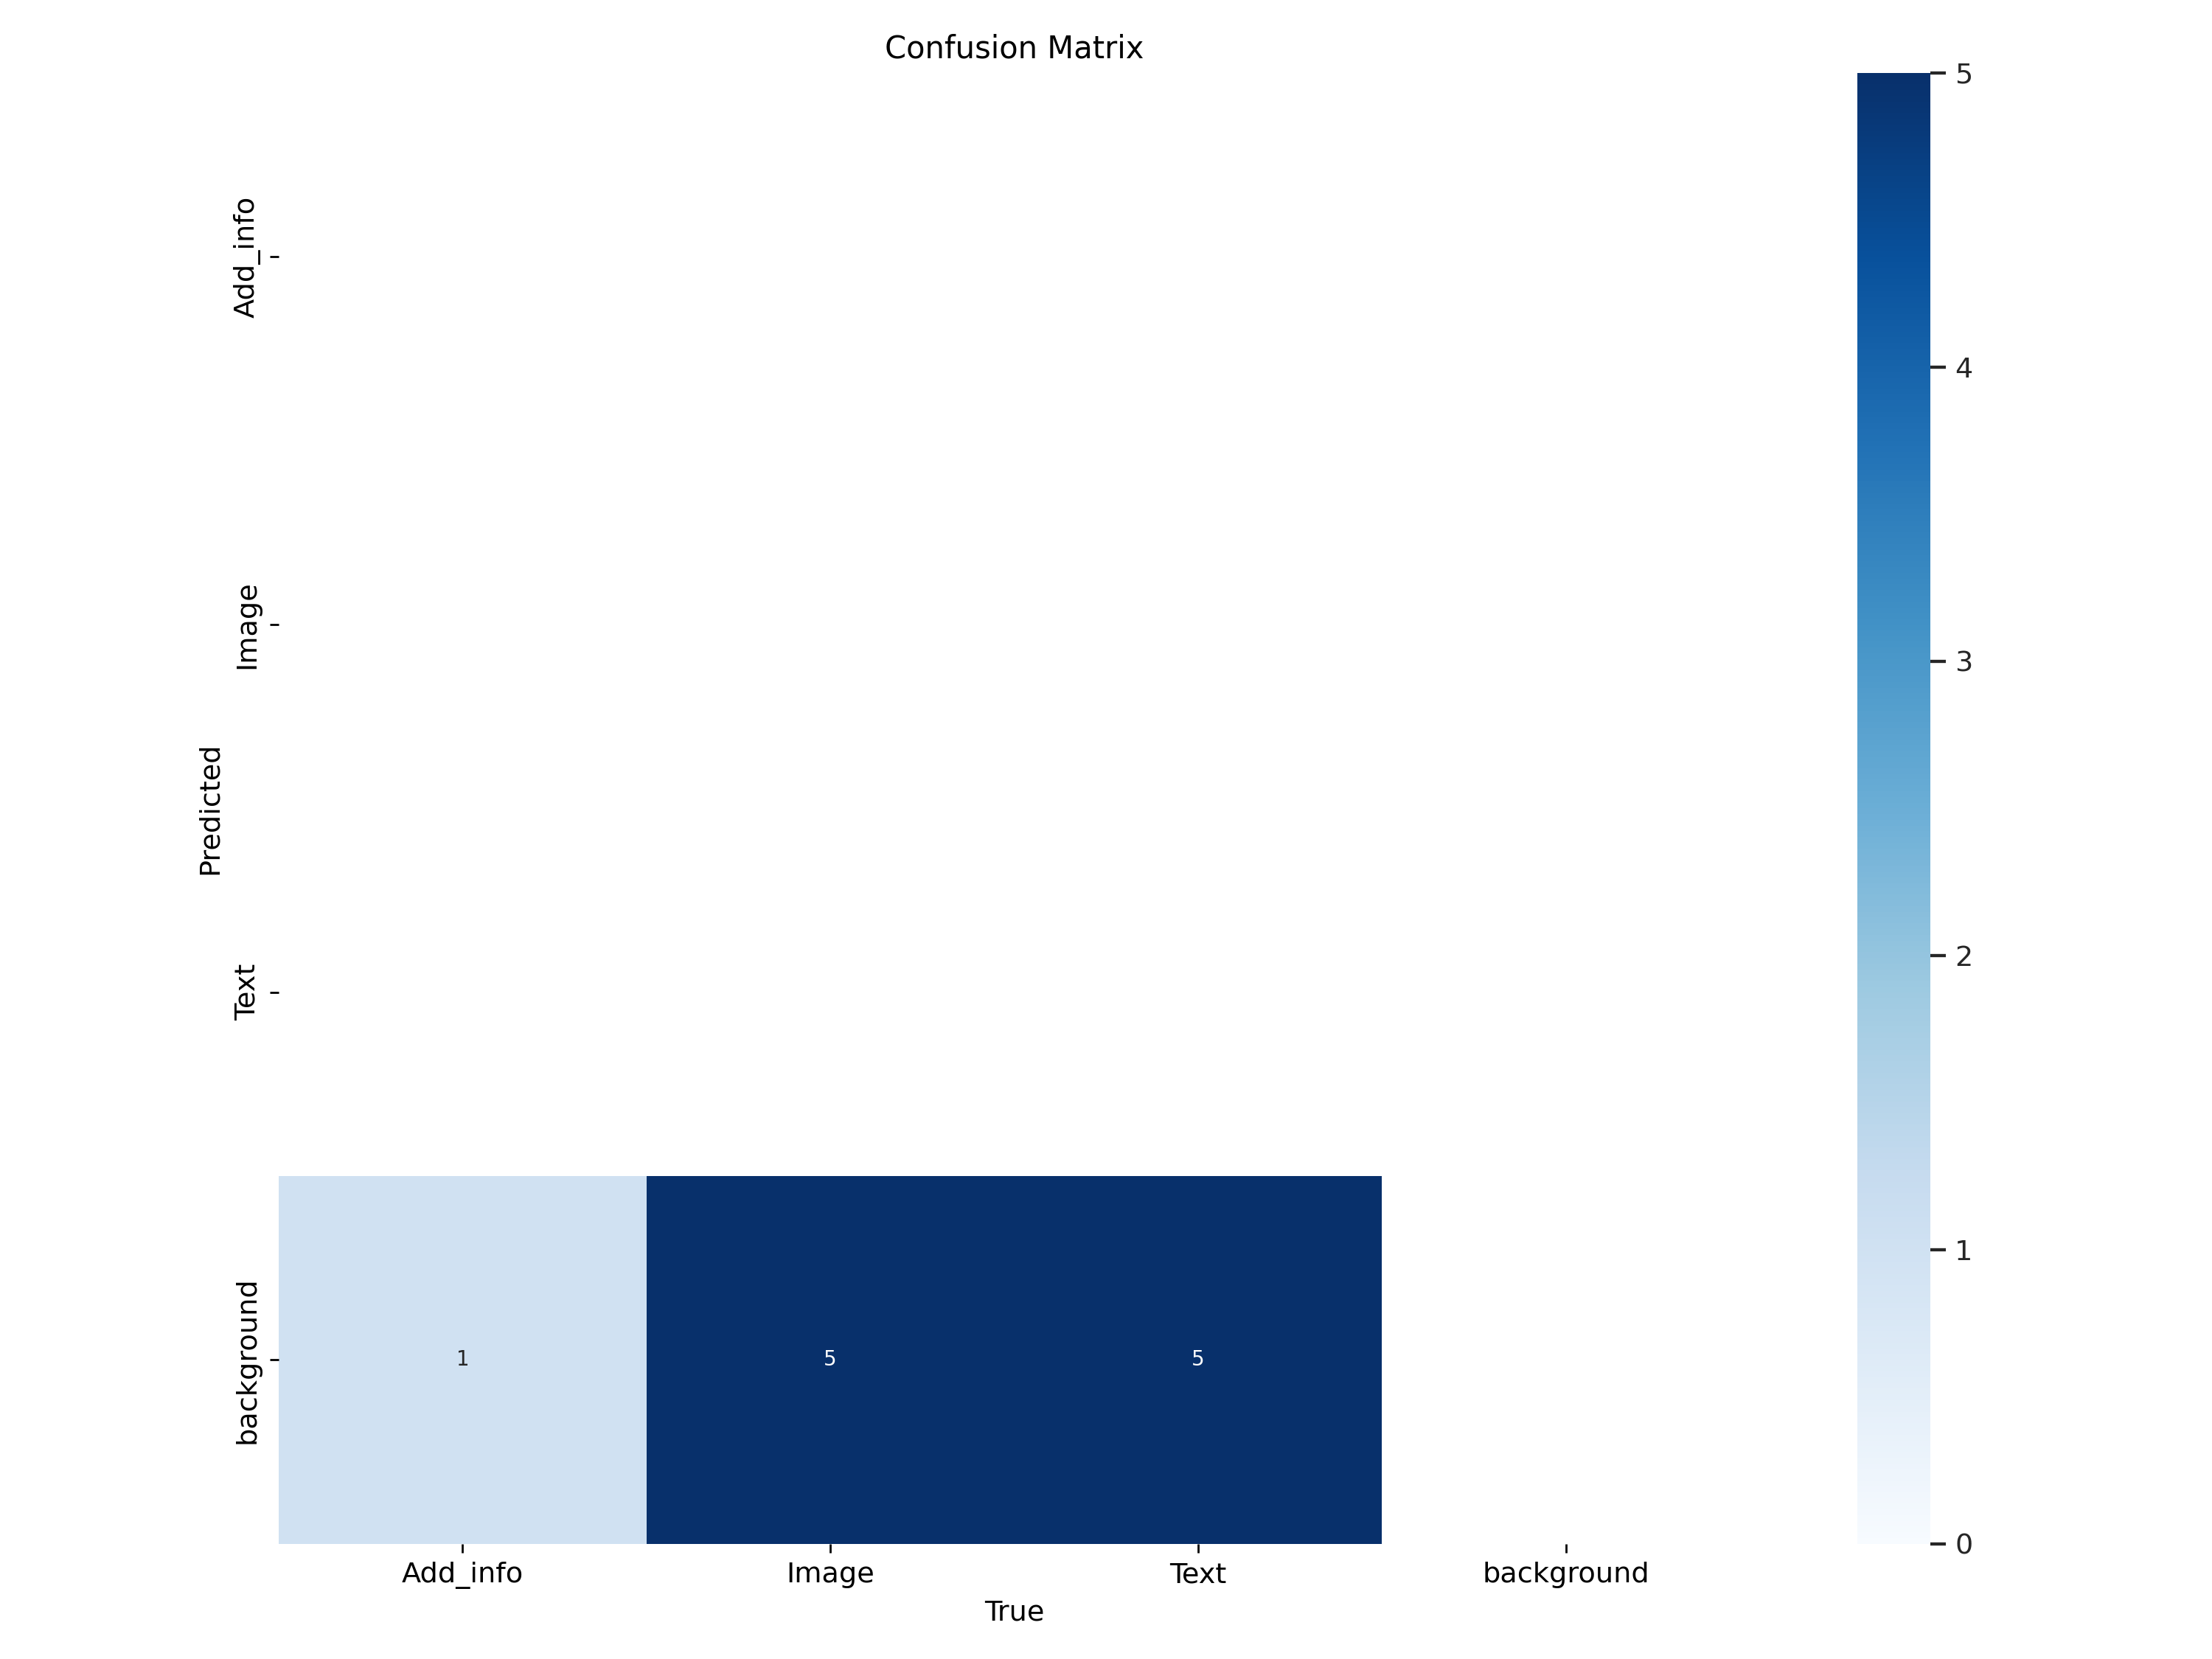 Confusion Matrix
Add_info
Image
Text
background
Predicted
1
5
5
Add_info
Image
Text
background
True
5
4
3
2
1
0